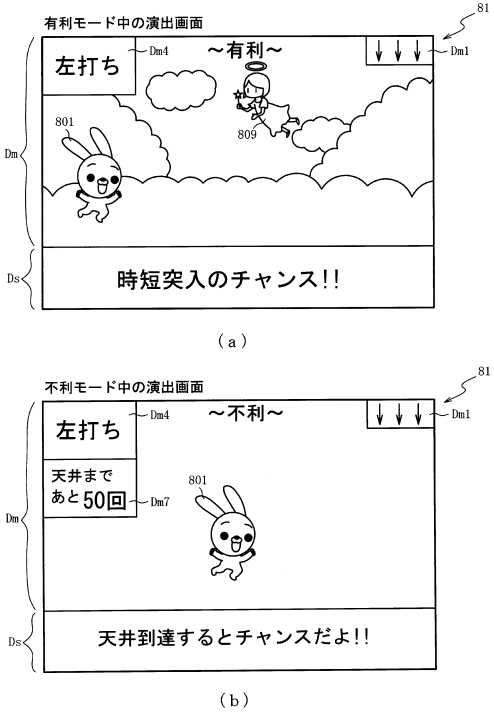 有利モード中の演出画面
81
左打ち
Dm4
～有利～
↓ ↓ ↓
Dm1
801
809
Dm
Ds
時短突入のチャンス!!
(a)
不利モード中の演出画面
81
左打ち
Dm4
～不利～
↓ ↓ ↓
Dm1
天井まで
あと50回
Dm7
801
Dm
Ds
天井到達するとチャンスだよ!!
(b)